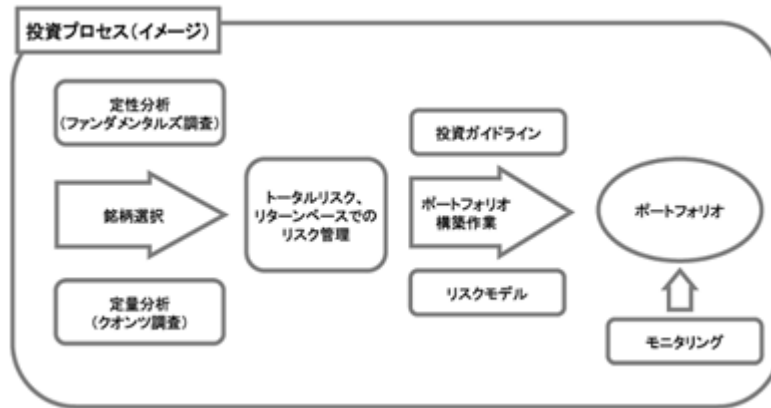 投資プロセス(イメージ)
定性分析
(ファンダメンタルズ調査)
銘柄選択
定量分析
(クオンツ調査)
トータルリスク、
リターンベースでの
リスク管理
投資ガイドライン
ポートフォリオ
構築作業
リスクモデル
ポートフォリオ
モニタリング